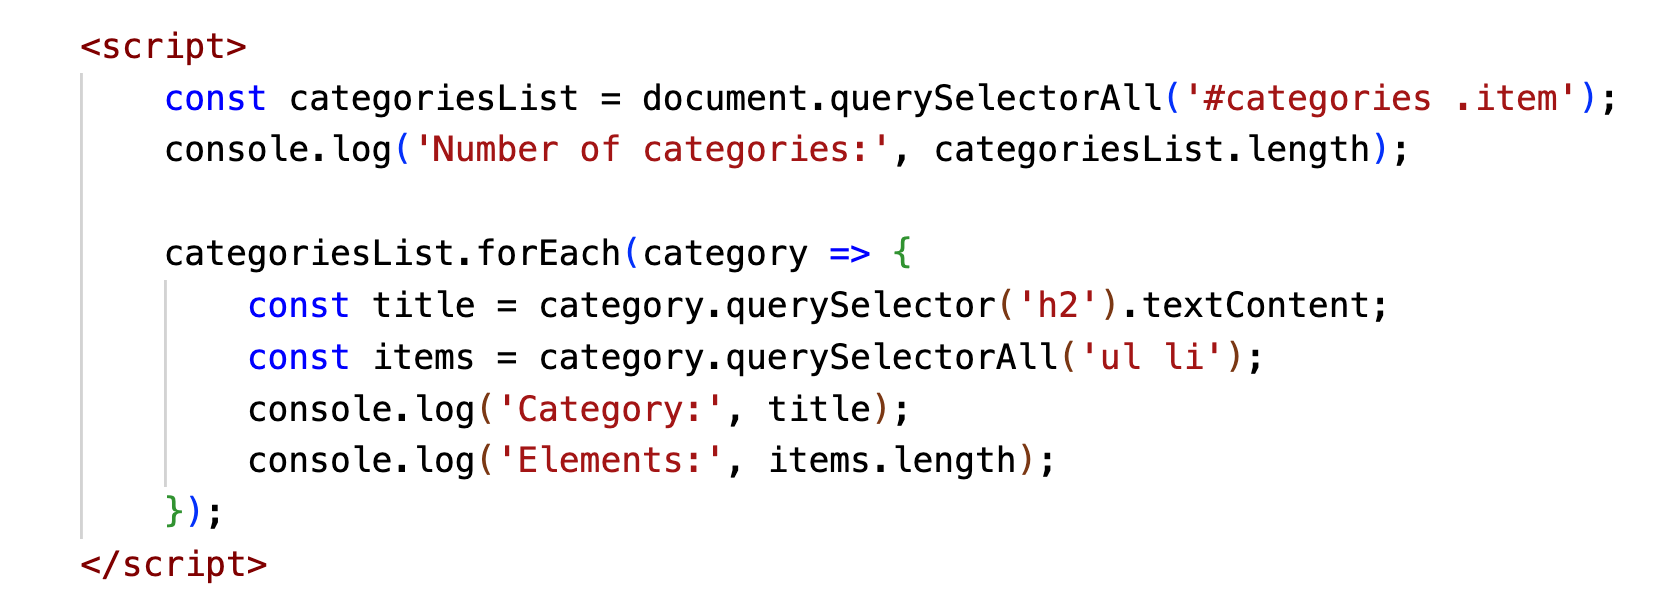 <script>
    const categoriesList = document.querySelectorAll('#categories .item');
    console.log('Number of categories:', categoriesList.length);

    categoriesList.forEach(category => {
        const title = category.querySelector('h2').textContent;
        const items = category.querySelectorAll('ul li');
        console.log('Category:', title);
        console.log('Elements:', items.length);
    });
</script>